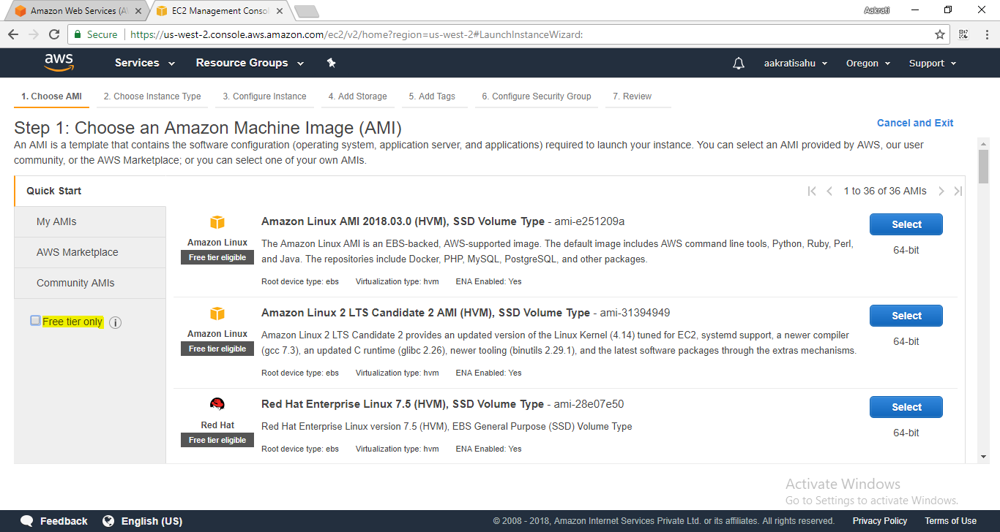 Amazon Web Services (A
EC2 Management Conso
Aakrati
Secure
https://us-west-2.console.aws.amazon.com/ec2/v2/home?region=us-west-2#LaunchInstanceWizard:
aws
Services
Resource Groups
aakratisahu
Oregon
Support
1. Choose AMI
2. Choose Instance Type
3. Configure Instance
4. Add Storage
5. Add Tags
6. Configure Security Group
7. Review
Step 1: Choose an Amazon Machine Image (AMI)
Cancel and Exit
An AMI is a template that contains the software configuration (operating system, application server, and applications) required to launch your instance. You can select an AMI provided by AWS, our user
community, or the AWS Marketplace; or you can select one of your own AMIs.
Quick Start
1 to 36 of 36 AMIs
My AMIs
AWS Marketplace
Community AMIs
Free tier only
Amazon Linux
Free tier eligible
Amazon Linux AMI 2018.03.0 (HVM), SSD Volume Type - ami-e251209a
The Amazon Linux AMI is an EBS-backed, AWS-supported image. The default image includes AWS command line tools, Python, Ruby, Perl,
and Java. The repositories include Docker, PHP, MySQL, PostgreSQL, and other packages.
Root device type: ebs
Virtualization type: hvm
ENA Enabled: Yes
Select
64-bit
Amazon Linux
Free tier eligible
Amazon Linux 2 LTS Candidate 2 AMI (HVM), SSD Volume Type - ami-31394949
Amazon Linux 2 LTS Candidate 2 provides an updated version of the Linux Kernel (4.14) tuned for EC2, systemd support, a newer compiler
(gcc 7.3), an updated C runtime (glibc 2.26), newer tooling (binutils 2.29.1), and the latest software packages through the extras mechanisms.
Root device type: ebs
Virtualization type: hvm
ENA Enabled: Yes
Select
64-bit
Red Hat
Free tier eligible
Red Hat Enterprise Linux 7.5 (HVM), SSD Volume Type - ami-28e07e50
Red Hat Enterprise Linux version 7.5 (HVM), EBS General Purpose (SSD) Volume Type
Root device type: ebs
Virtualization type: hvm
ENA Enabled: Yes
Select
64-bit
Activate Windows
Go to Settings to activate Windows.
Feedback
English (US)
© 2008 - 2018, Amazon Internet Services Private Ltd. or its affiliates. All rights reserved.
Privacy Policy
Terms of Use